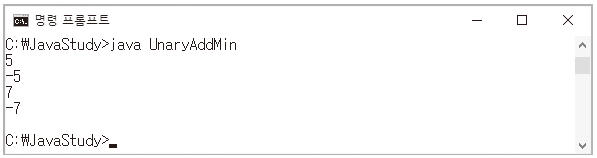 명령 프롬프트
C:₩JavaStudy>java UnaryAddMin
5
-5
7
-7
C:₩JavaStudy>